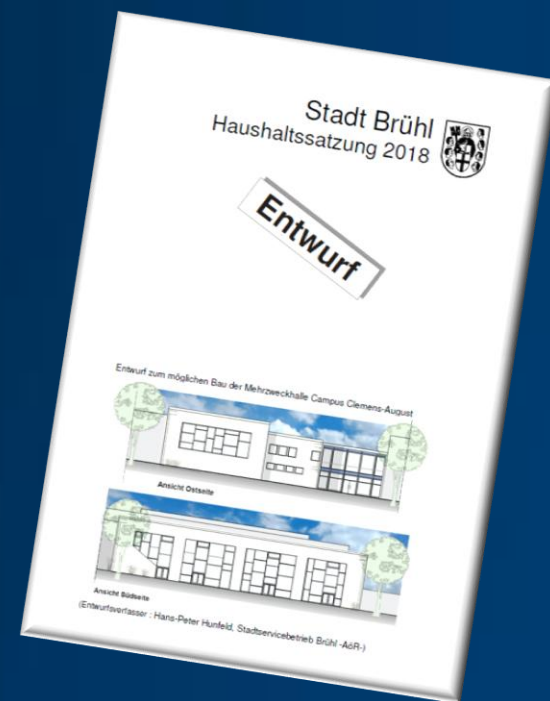 Stadt Brühl
Haushaltssatzung 2018
Entwurf
Entwurf zum möglichen Bau der Mehrzweckhalle Campus Clemens-August
Ansicht Ostseite
Ansicht Südseite
(Entwurfsverfasser : Hans-Peter Hunfeld, Stadtservicebetrieb Brühl -AöR-)